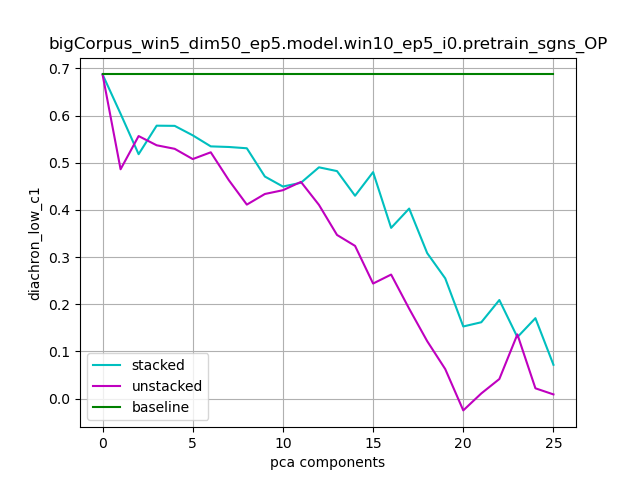 bigCorpus_win5_dim50_ep5.model.win10_ep5_i0.pretrain_sgns_OP
0.7
0.6
0.5
0.4
0.3
0.2
0.1
0.0
diachron_low_c1
stacked
unstacked
baseline
0 5 10 15 20 25
pca components